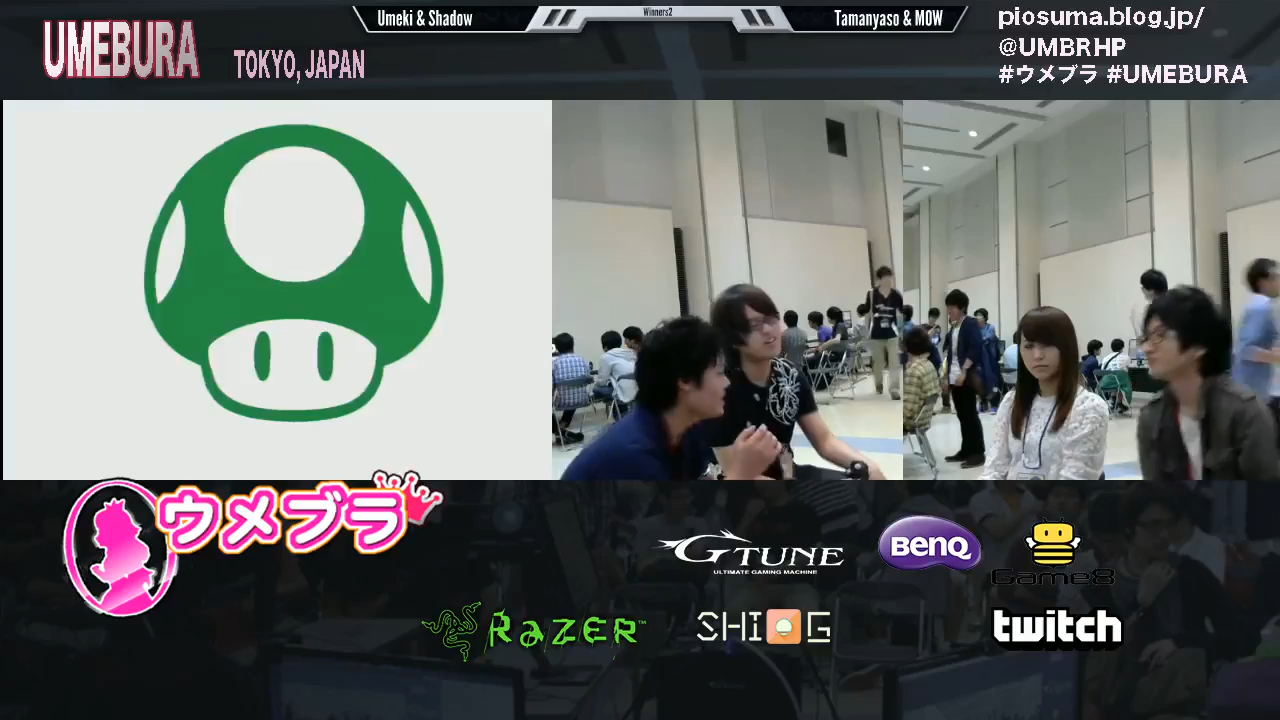 UMEBURA
TOKYO, JAPAN
Umeki & Shadow
Winners2
Tamanyaso & MOW
piosuma.blog.jp/
@UMBRHP
#ウメブラ #UMEBURA
ウメブラ
GTUNE
ULTIMATE GAMING MACHINE
BENQ
Game8
RAZER™
SHI G
twitch